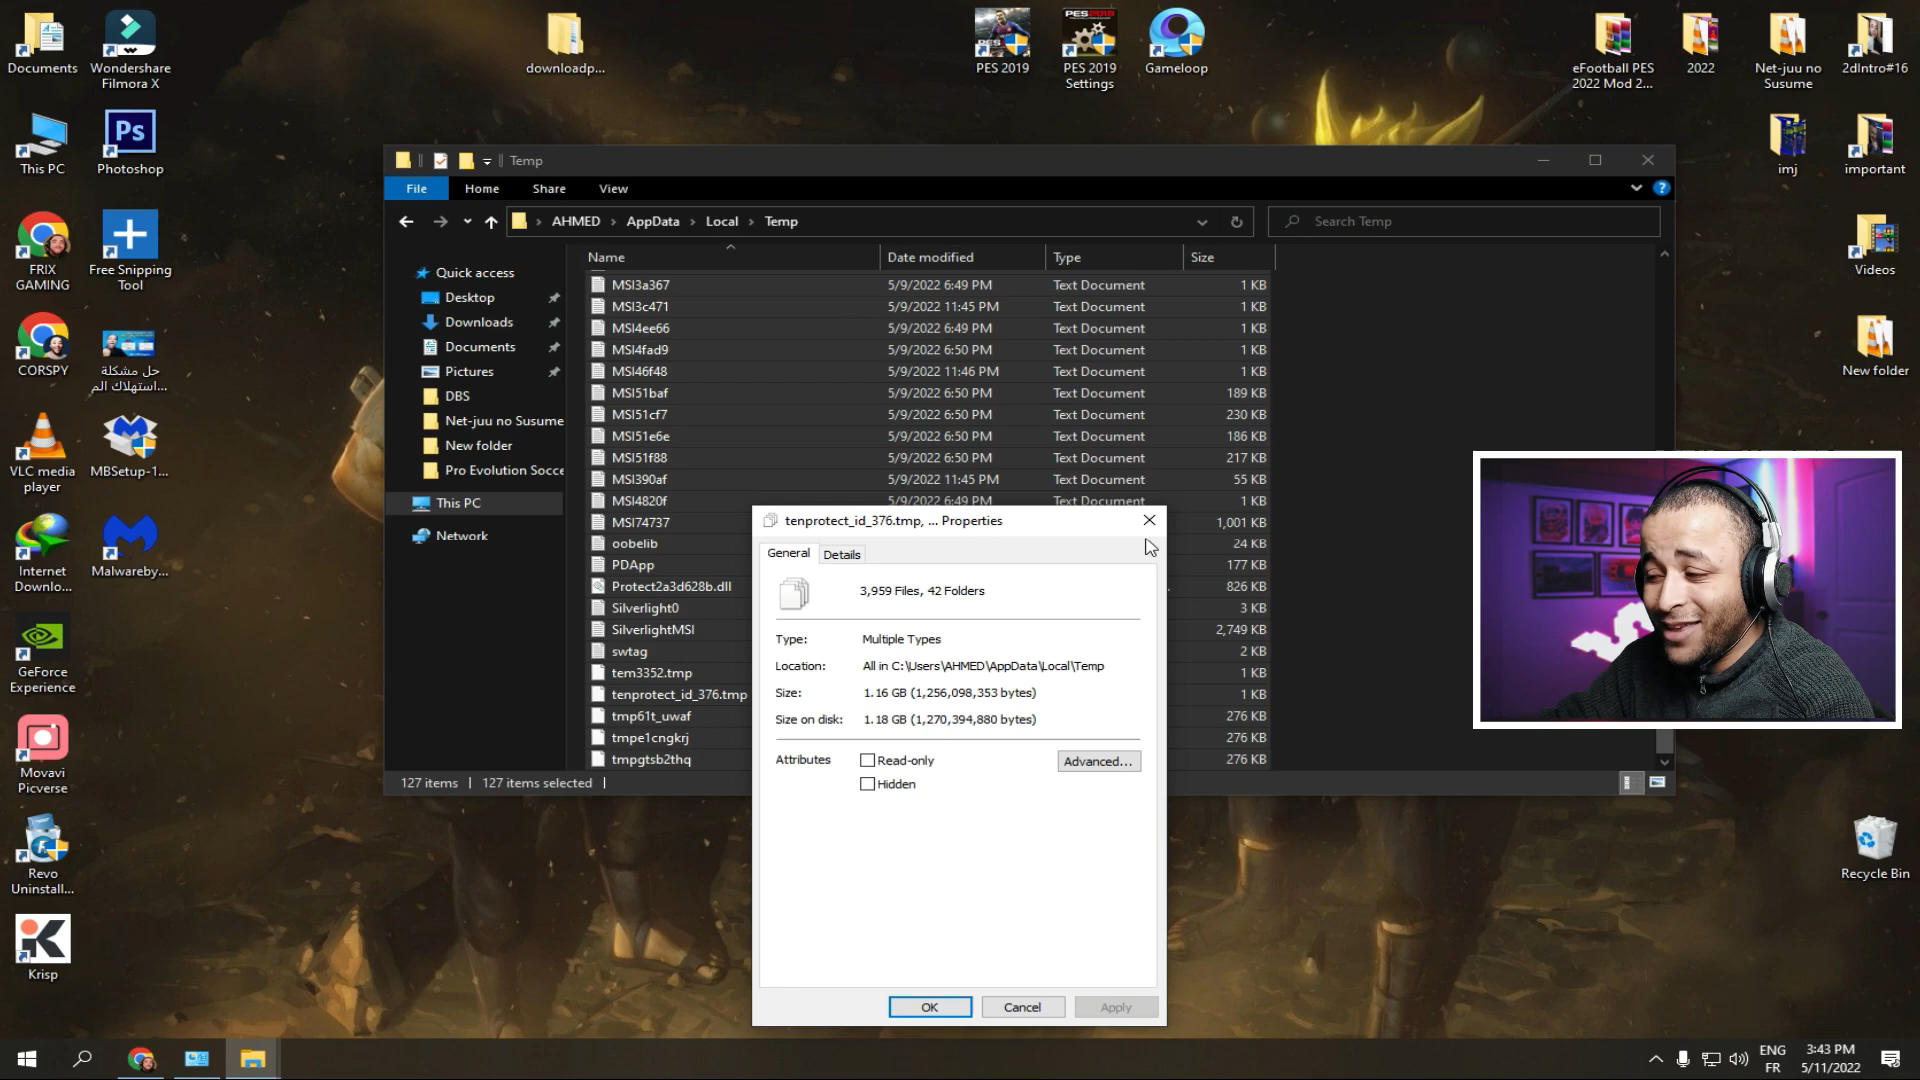 Documents
Wondershare
Filmora X
downloadp...
PES 2019
PES 2019
Settings
Gameloop
eFootball PES
2022 Mod 2...
2022
Net-juu no
Susume
2dIntro#16
This PC
Ps
Photoshop
imj
important
FRIX
GAMING
Free Snipping
Tool
Videos
CORSPY
حل مشكلة
استهلاك الم...
New folder
VLC media
player
MBSetup-1...
Internet
Downlo...
Malwareby...
GeForce
Experience
Movavi
Picverse
Revo
Uninstall...
Krisp
Recycle Bin
Temp
File
Home
Share
View
AHMED
AppData
Local
Temp
Search Temp
Name
Date modified
Type
Size
Quick access
Desktop
Downloads
Documents
Pictures
DBS
Net-juu no Susume
New folder
Pro Evolution Socce
This PC
Network
MSI3a367 5/9/2022 6:49 PM Text Document 1 KB
MSI3c471 5/9/2022 11:45 PM Text Document 1 KB
MSI4ee66 5/9/2022 6:49 PM Text Document 1 KB
MSI4fad9 5/9/2022 6:50 PM Text Document 1 KB
MSI46f48 5/9/2022 11:46 PM Text Document 1 KB
MSI51baf 5/9/2022 6:50 PM Text Document 189 KB
MSI51cf7 5/9/2022 6:50 PM Text Document 230 KB
MSI51e6e 5/9/2022 6:50 PM Text Document 186 KB
MSI51f88 5/9/2022 6:50 PM Text Document 217 KB
MSI390af 5/9/2022 11:45 PM Text Document 55 KB
MSI4820f 5/9/2022 6:49 PM Text Document 1 KB
MSI74737 1,001 KB
oobelib 24 KB
PDApp 177 KB
Protect2a3d628b.dll 826 KB
Silverlight0 3 KB
SilverlightMSI 2,749 KB
swtag 2 KB
tem3352.tmp 1 KB
tenprotect_id_376.tmp 1 KB
tmp61t_uwaf 276 KB
tmpe1cngkrj 276 KB
tmpgtsb2thq 276 KB
127 items
127 items selected
tenprotect_id_376.tmp, ... Properties
General
Details
3,959 Files, 42 Folders
Type: Multiple Types
Location: All in C:\Users\AHMED\AppData\Local\Temp
Size: 1.16 GB (1,256,098,353 bytes)
Size on disk: 1.18 GB (1,270,394,880 bytes)
Attributes
Read-only
Hidden
Advanced...
OK
Cancel
Apply
ENG
FR
3:43 PM
5/11/2022